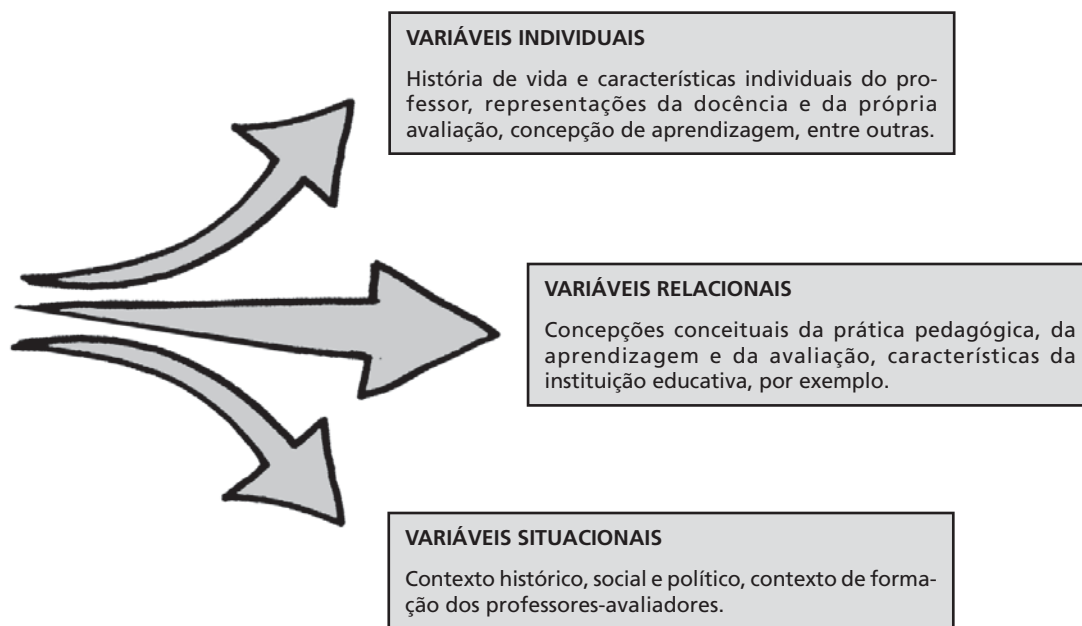 VARIÁVEIS INDIVIDUAIS
História de vida e características individuais do pro-
fessor, representações da docência e da própria
avaliação, concepção de aprendizagem, entre outras.
VARIÁVEIS RELACIONAIS
Concepções conceituais da prática pedagógica, da
aprendizagem e da avaliação, características da
instituição educativa, por exemplo.
VARIÁVEIS SITUACIONAIS
Contexto histórico, social e político, contexto de forma-
ção dos professores-avaliadores.